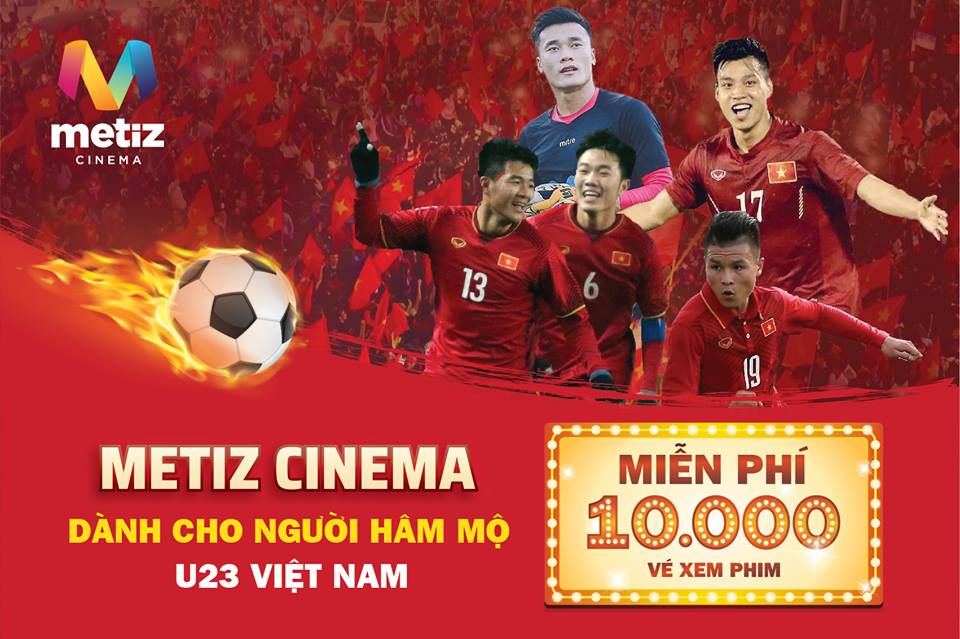 metiz
CINEMA
mitre
17
13
6
19
METIZ CINEMA
DÀNH CHO NGƯỜI HÂM MỘ
U23 VIỆT NAM
MIỄN PHÍ
10.000
VÉ XEM PHIM